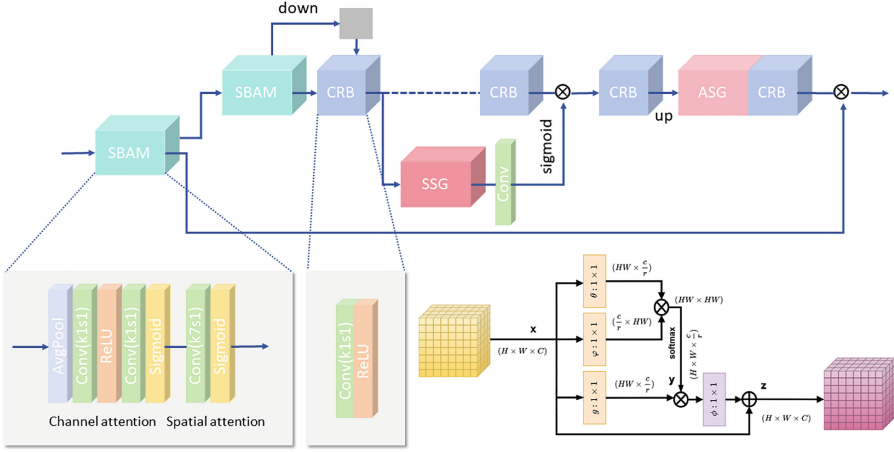 down
SBAM
CRB
CRB
CRB
up
ASG
CRB
SBAM
sigmoid
SSG
Conv
AvgPool
Conv(k1s1)
ReLU
Conv(k1s1)
Sigmoid
Conv(k7s1)
Sigmoid
Channel attention
Spatial attention
Conv(k1s1)
ReLU
x
(H × W × C)
θ : 1 × 1
(HW × c/r)
φ : 1 × 1
(c/r × HW)
(HW × HW)
softmax
(H × W × c/r)
g : 1 × 1
(HW × c/r)
y
ϕ : 1 × 1
z
(H × W × C)